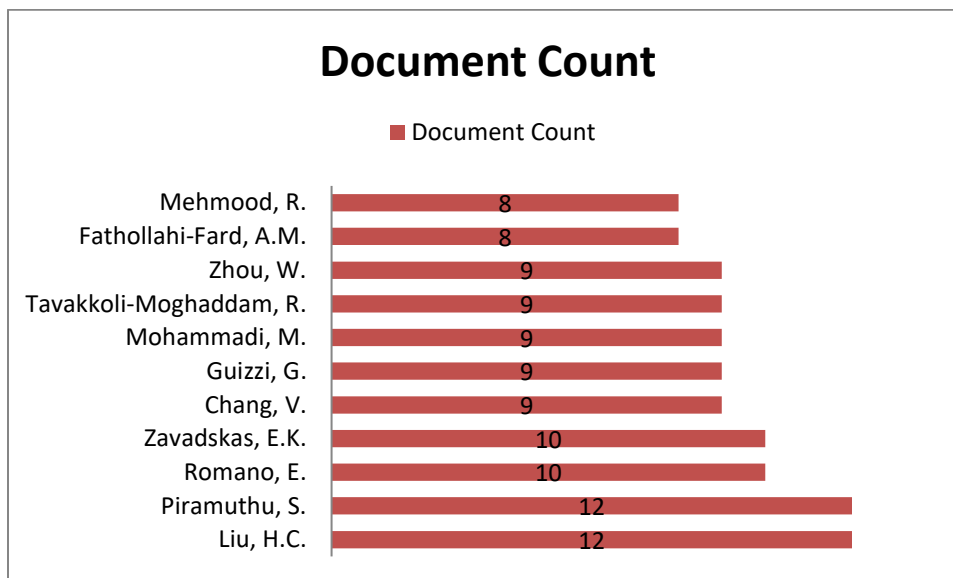 Document Count
Document Count
Mehmood, R. 8
Fathollahi-Fard, A.M. 8
Zhou, W. 9
Tavakkoli-Moghaddam, R. 9
Mohammadi, M. 9
Guizzi, G. 9
Chang, V. 9
Zavadskas, E.K. 10
Romano, E. 10
Piramuthu, S. 12
Liu, H.C. 12